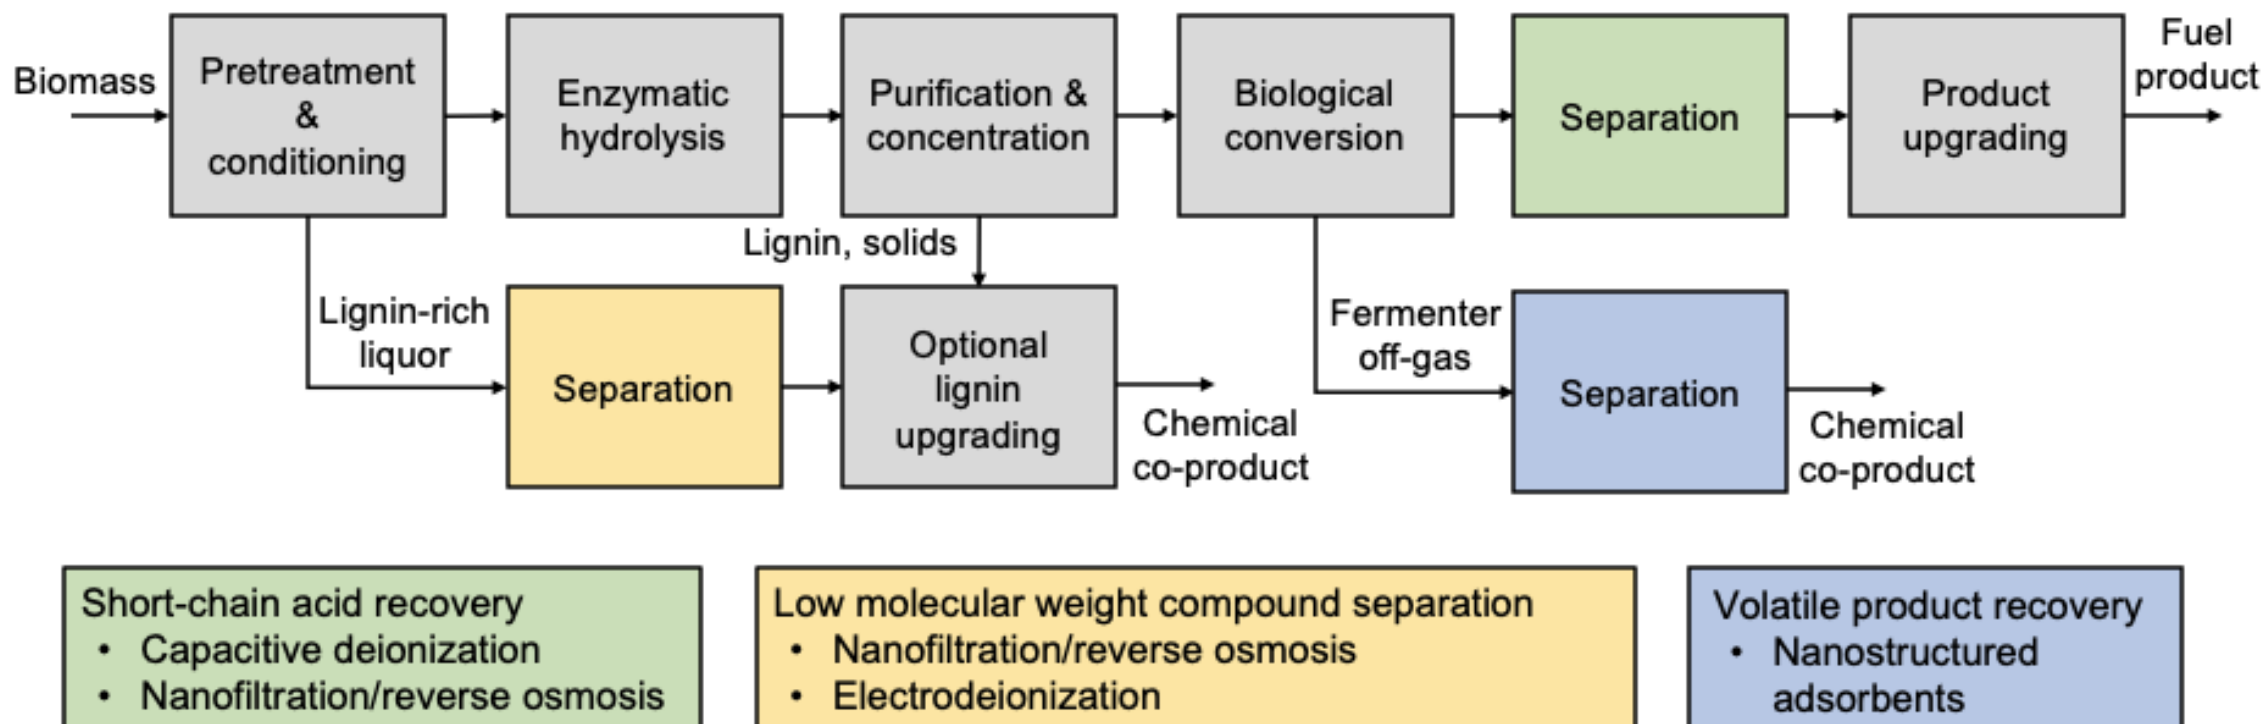 Biomass
Pretreatment
&
conditioning
Enzymatic
hydrolysis
Purification &
concentration
Biological
conversion
Separation
Product
upgrading
Fuel
product
Lignin, solids
Lignin-rich
liquor
Separation
Optional
lignin
upgrading
Chemical
co-product
Fermenter
off-gas
Separation
Chemical
co-product
Short-chain acid recovery
• Capacitive deionization
• Nanofiltration/reverse osmosis
Low molecular weight compound separation
• Nanofiltration/reverse osmosis
• Electrodeionization
Volatile product recovery
• Nanostructured
adsorbents